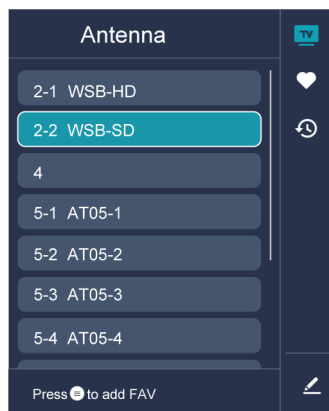 Antenna
TV
2-1 WSB-HD
2-2 WSB-SD
4
5-1 AT05-1
5-2 AT05-2
5-3 AT05-3
5-4 AT05-4
Press to add FAV